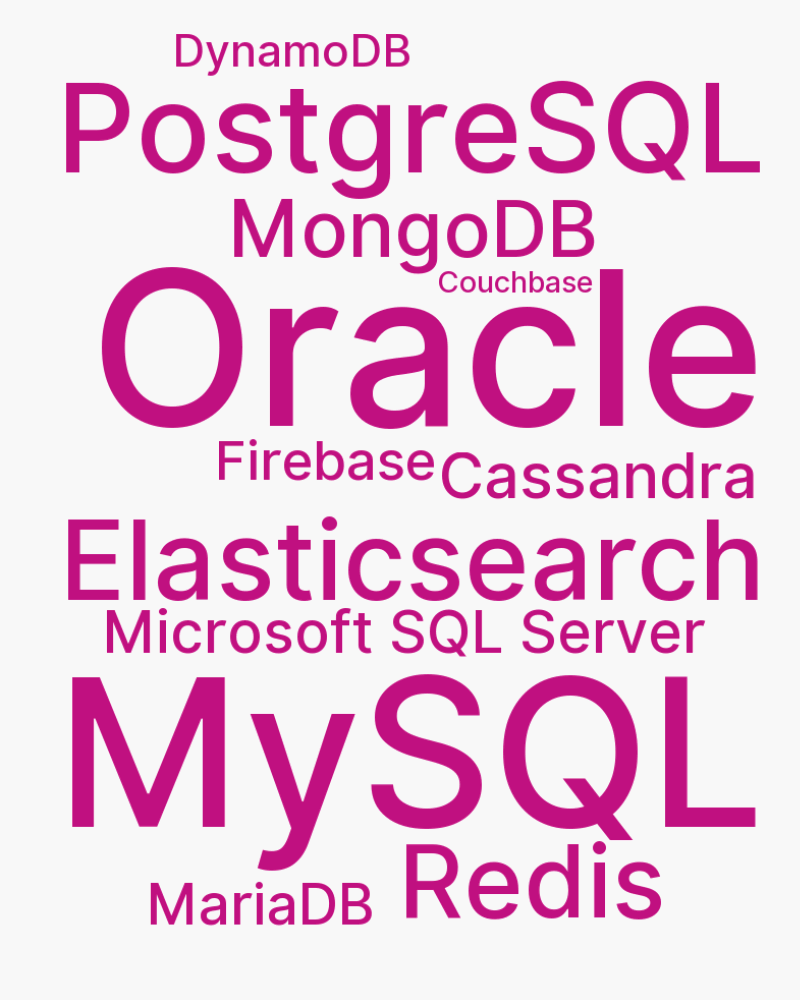 DynamoDB
PostgreSQL
MongoDB
Couchbase
Oracle
Firebase
Cassandra
Elasticsearch
Microsoft SQL Server
MySQL
Redis
MariaDB